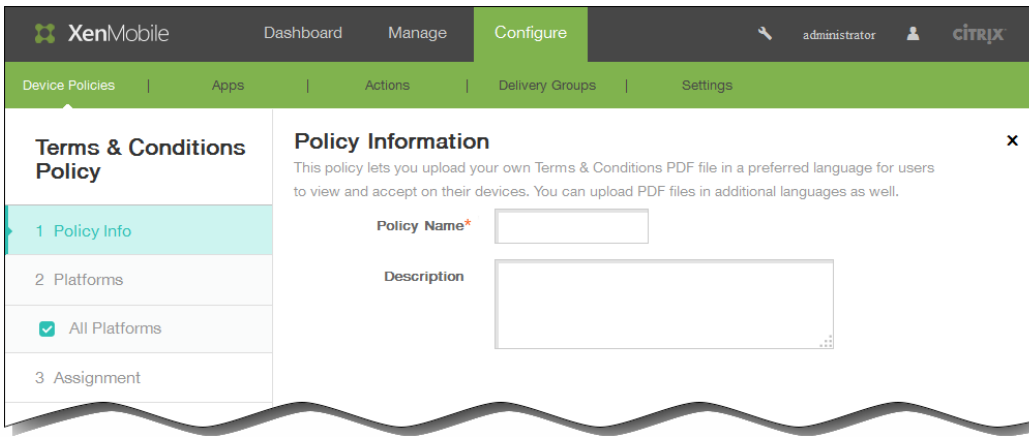 XenMobile Dashboard Manage Configure administrator CİTRIX
Device Policies | Apps | Actions | Delivery Groups | Settings
Terms & Conditions
Policy
1 Policy Info
2 Platforms
All Platforms
3 Assignment
Policy Information
This policy lets you upload your own Terms & Conditions PDF file in a preferred language for users
to view and accept on their devices. You can upload PDF files in additional languages as well.
Policy Name*
Description